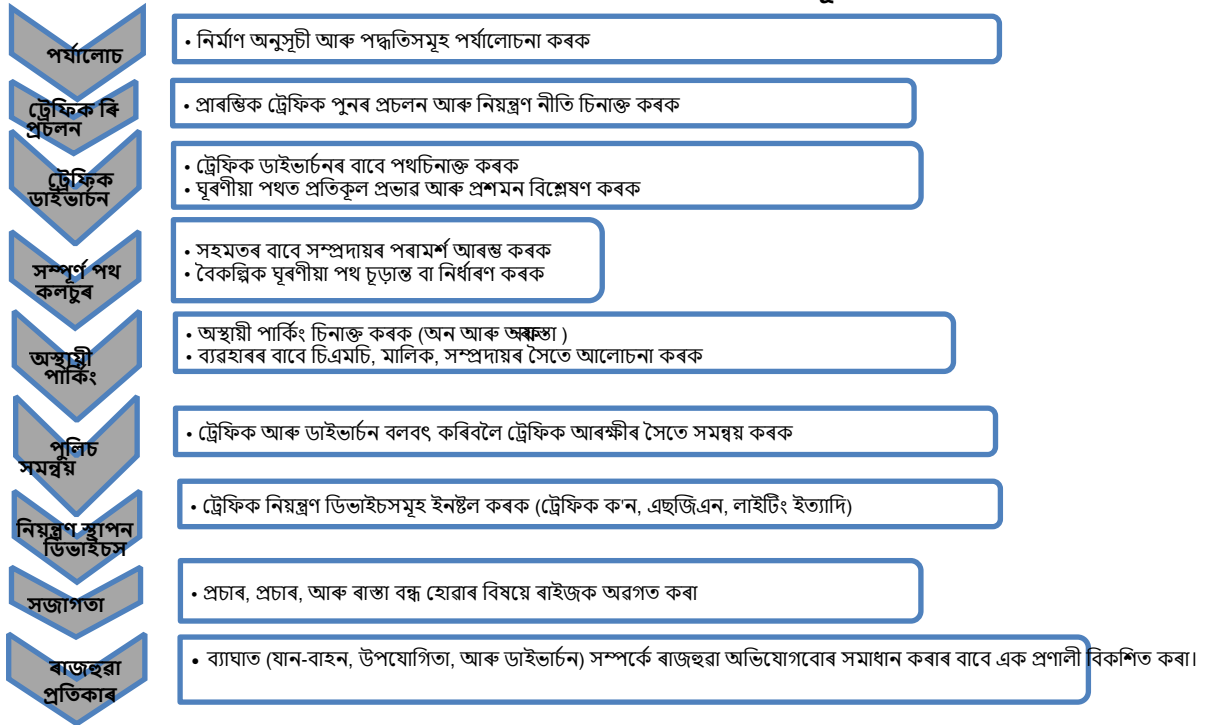 পৰ্যালোচ
• নিৰ্মাণ অনুসূচী আৰু পদ্ধতিসমূহ পৰ্যালোচনা কৰক
ট্ৰেফিক ৰি
প্ৰচলন
• প্ৰাৰম্ভিক ট্ৰেফিক পুনৰ প্ৰচলন আৰু নিয়ন্ত্ৰণ নীতি চিনাক্ত কৰক
ট্ৰেফিক
ডাইভাৰ্চন
• ট্ৰেফিক ডাইভাৰ্চনৰ বাবে পথচিনাক্ত কৰক
• ঘূৰণীয়া পথত প্ৰতিকূল প্ৰভাৱ আৰু প্ৰশমন বিশ্লেষণ কৰক
সম্পূৰ্ণ পথ
কলচুৰ
• সহমতৰ বাবে সম্প্ৰদায়ৰ পৰামৰ্শ আৰম্ভ কৰক
• বৈকল্পিক ঘূৰণীয়া পথ চূড়ান্ত বা নিৰ্ধাৰণ কৰক
অস্থায়ী
পাৰ্কিং
• অস্থায়ী পাৰ্কিং চিনাক্ত কৰক (অন আৰু )
• ব্যৱহাৰৰ বাবে চিএমচি, মালিক, সম্প্ৰদায়ৰ সৈতে আলোচনা কৰক
পুলিচ
সমন্বয়
• ট্ৰেফিক আৰু ডাইভাৰ্চন বলবৎ কৰিবলৈ ট্ৰেফিক আৰক্ষীৰ সৈতে সমন্বয় কৰক
নিয়ন্ত্ৰণ স্থাপন
ডিভাইচস
• ট্ৰেফিক নিয়ন্ত্ৰণ ডিভাইচসমূহ ইনষ্টল কৰক (ট্ৰেফিক ক'ন, এছজিএন, লাইটিং ইত্যাদি)
সজাগতা
• প্ৰচাৰ, প্ৰচাৰ, আৰু ৰাস্তা বন্ধ হোৱাৰ বিষয়ে ৰাইজক অৱগত কৰা
ৰাজহুৱা
প্ৰতিকাৰ
• ব্যাঘাত (যান-বাহন, উপযোগিতা, আৰু ডাইভাৰ্চন) সম্পৰ্কে ৰাজহুৱা অভিযোগবোৰ সমাধান কৰাৰ বাবে এক প্ৰণালী বিকশিত কৰা।